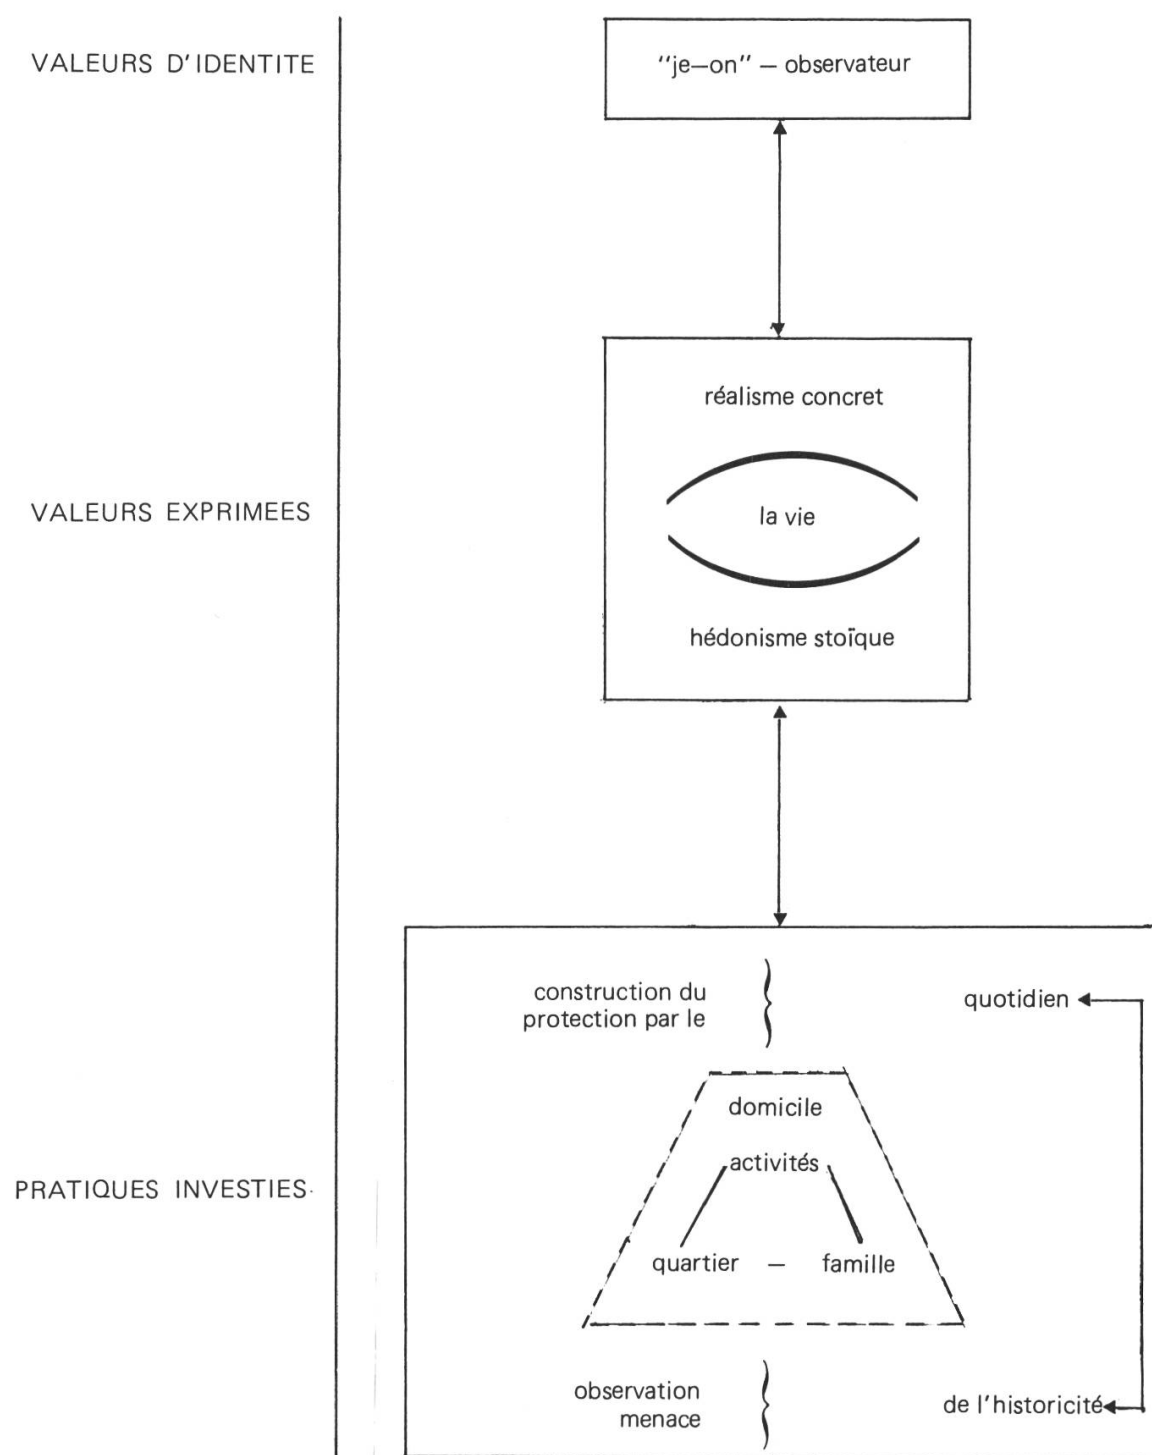 VALEURS D'IDENTITE
"je–on" – observateur
réalisme concret
VALEURS EXPRIMEES
la vie
hédonisme stoïque
construction du
protection par le
quotidien
domicile
activités
PRATIQUES INVESTIES
quartier – famille
observation
menace
de l'historicité